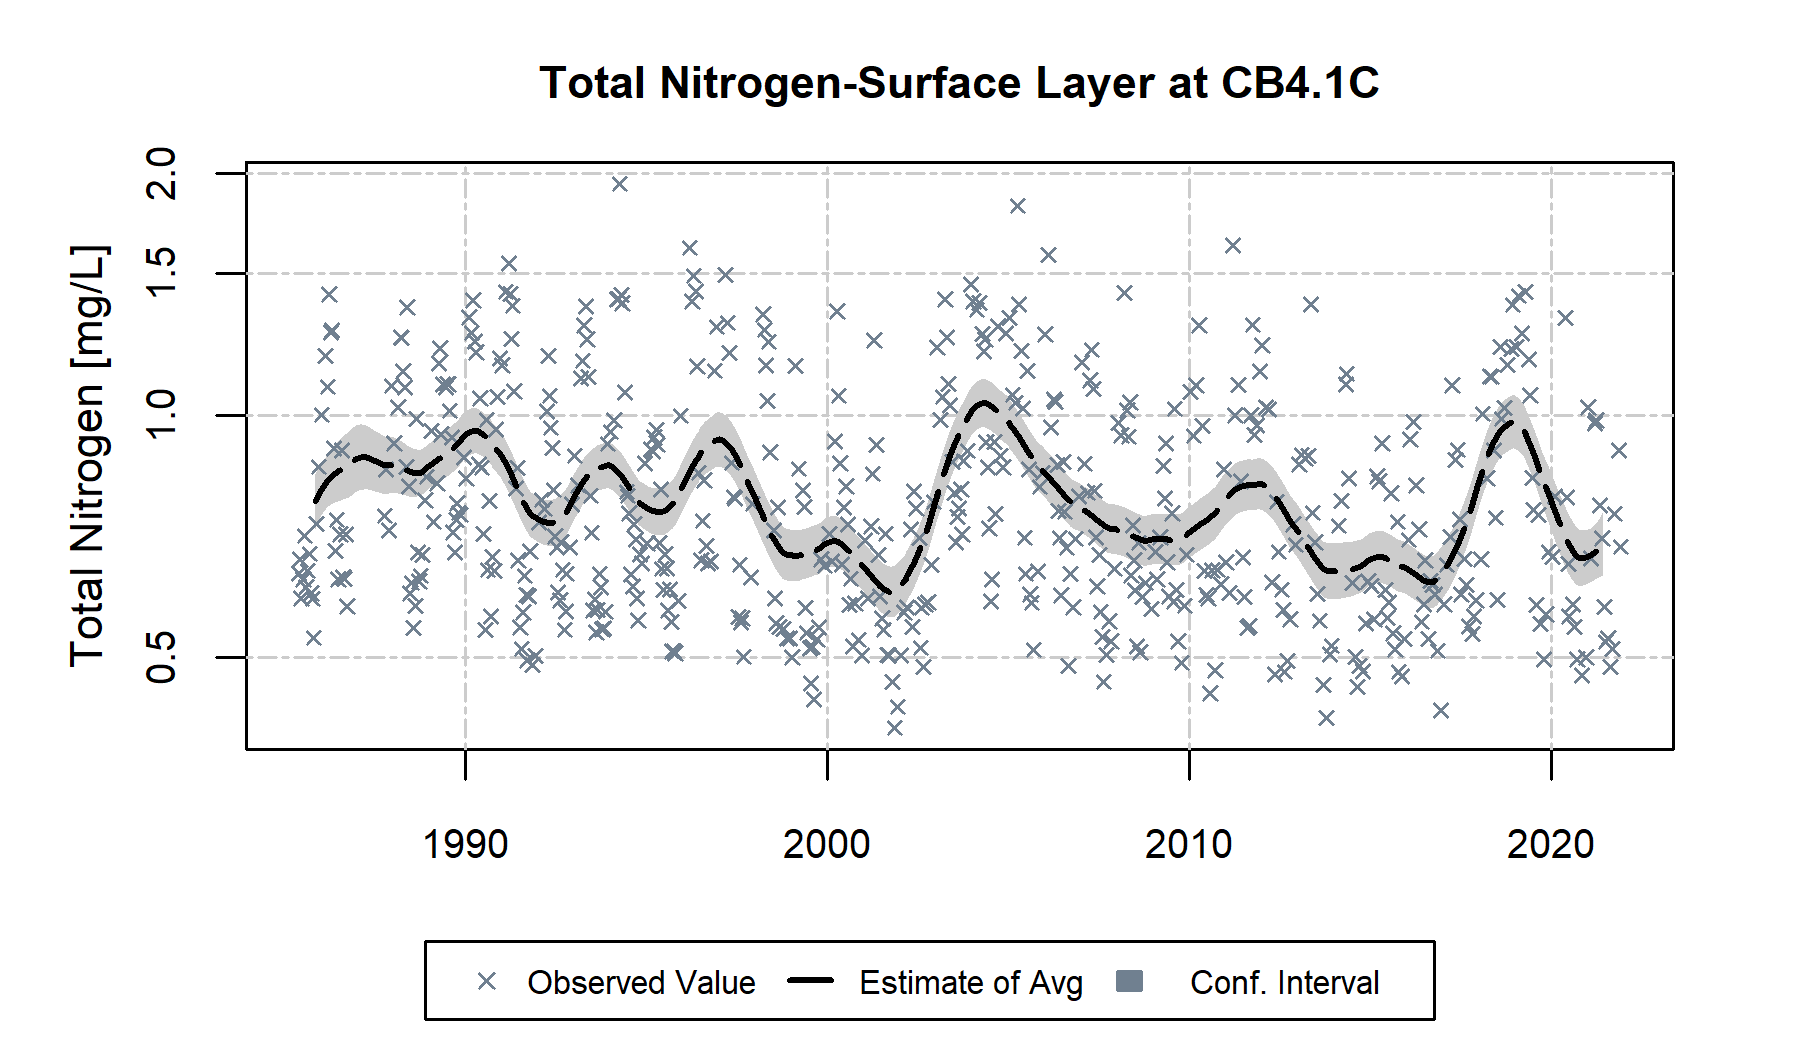 Total Nitrogen-Surface Layer at CB4.1C
Total Nitrogen [mg/L]
2.0
1.5
1.0
0.5
1990 2000 2010 2020
Observed Value Estimate of Avg Conf. Interval